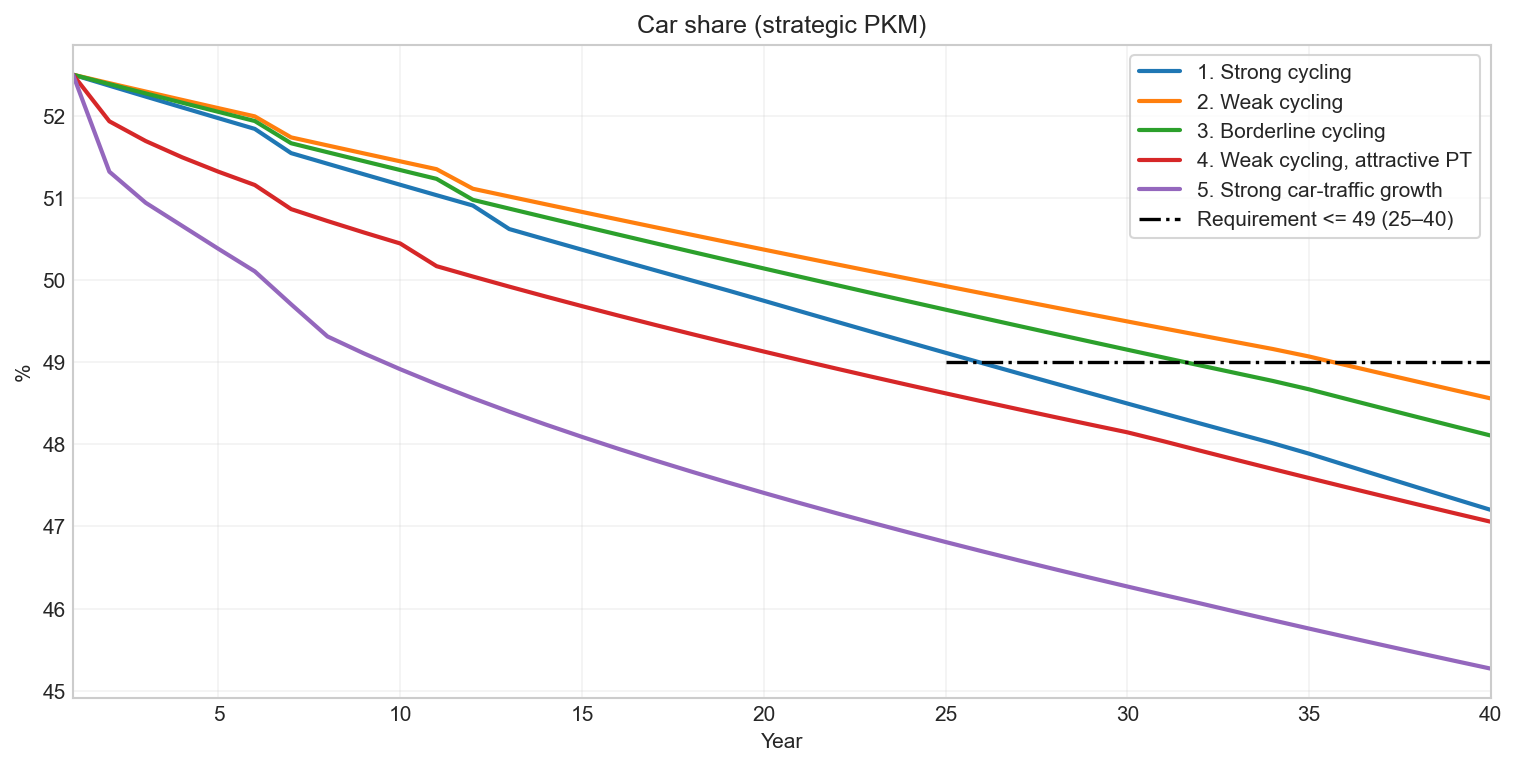 Car share (strategic PKM)
1. Strong cycling
2. Weak cycling
3. Borderline cycling
4. Weak cycling, attractive PT
5. Strong car-traffic growth
Requirement <= 49 (25–40)
%
52
51
50
49
48
47
46
45
5 10 15 20 25 30 35 40
Year